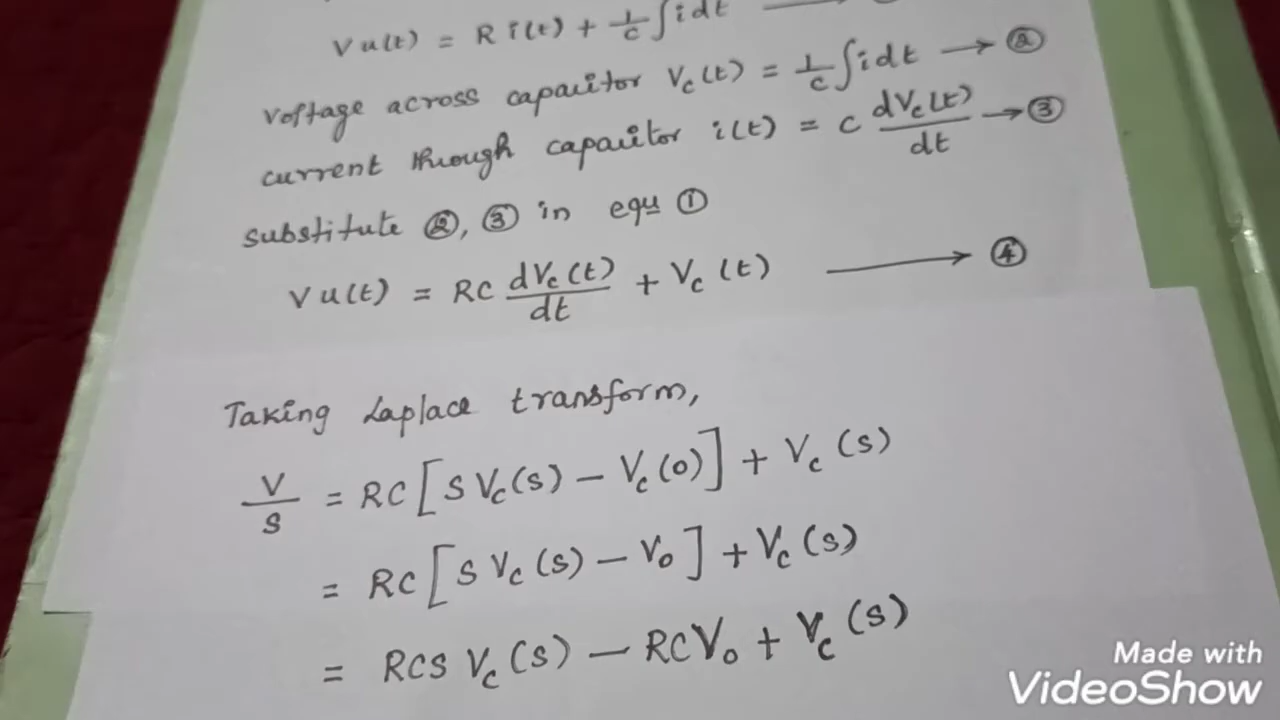 V u(t) = R i(t) + 1/c ∫ i dt
Voltage across capacitor Vc(t) = 1/c ∫ i dt → ②
current through capacitor i(t) = c dVc(t)/dt → ③
substitute ②, ③ in equ ①
V u(t) = RC dVc(t)/dt + Vc(t) → ④
Taking Laplace transform,
V/S = RC [S Vc(s) – Vc(0)] + Vc(s)
= RC [S Vc(s) – V0] + Vc(s)
= RCS Vc(s) – RCV0 + Vc(s)
Made with
VideoShow